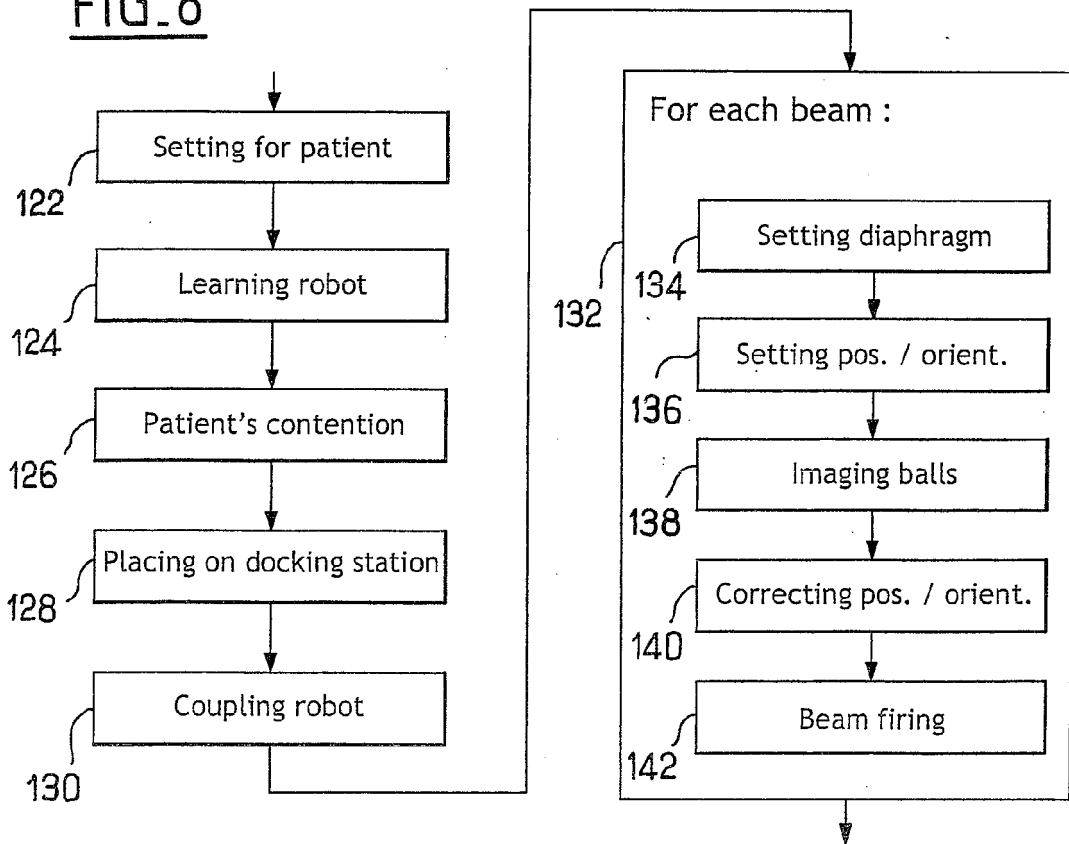 FIG_8
Setting for patient
122
Learning robot
124
Patient's contention
126
Placing on docking station
128
Coupling robot
130
For each beam :
132
Setting diaphragm
134
Setting pos. / orient.
136
Imaging balls
138
Correcting pos. / orient.
140
Beam firing
142